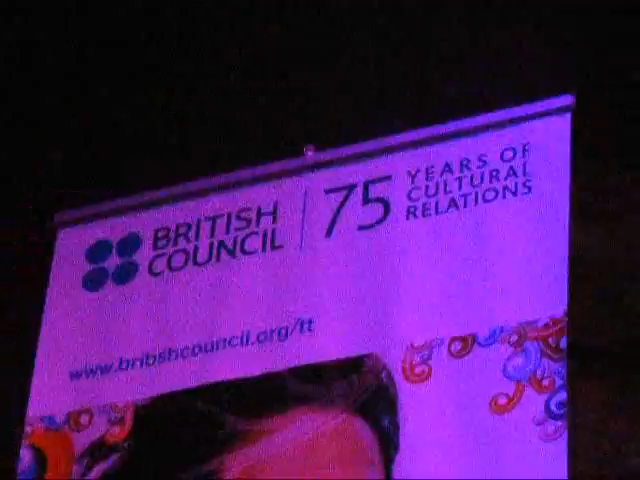 BRITISH
COUNCIL
75
YEARS OF
CULTURAL
RELATIONS
www.britishcouncil.org/tt